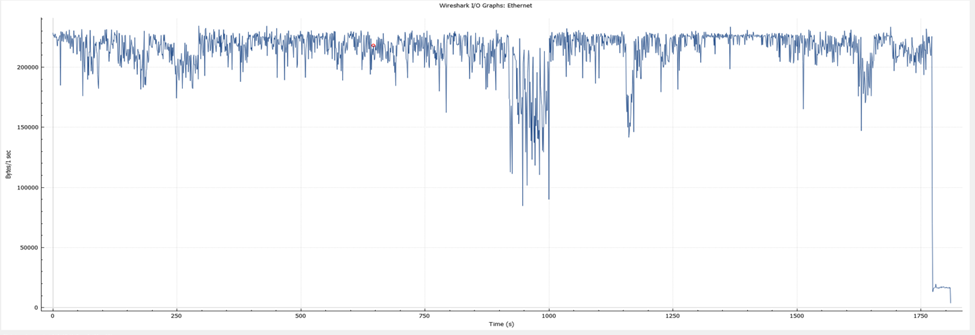 Wireshark I/O Graphs: Ethernet
Bytes/1 sec
200000
150000
100000
50000
0
0 250 500 750 1000 1250 1500 1750
Time (s)